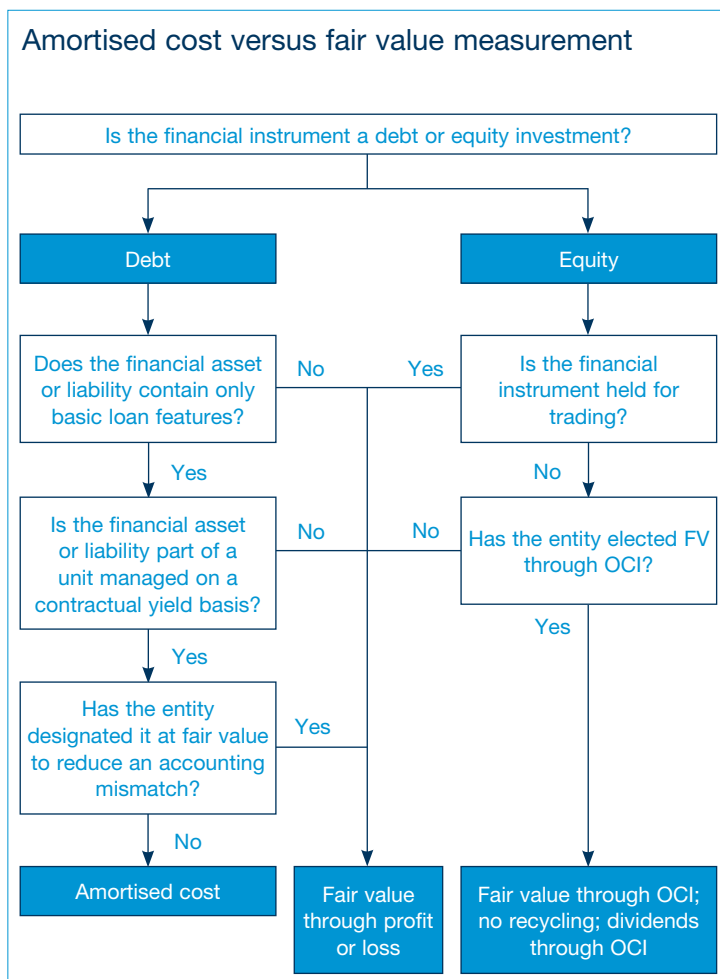 Amortised cost versus fair value measurement
Is the financial instrument a debt or equity investment?
Debt
Equity
Does the financial asset
or liability contain only
basic loan features?
No
Yes
Is the financial
instrument held for
trading?
Yes
No
Is the financial asset
or liability part of a
unit managed on a
contractual yield basis?
No
No
Has the entity elected FV
through OCI?
Yes
Yes
Has the entity
designated it at fair value
to reduce an accounting
mismatch?
Yes
No
Amortised cost
Fair value
through profit
or loss
Fair value through OCI;
no recycling; dividends
through OCI